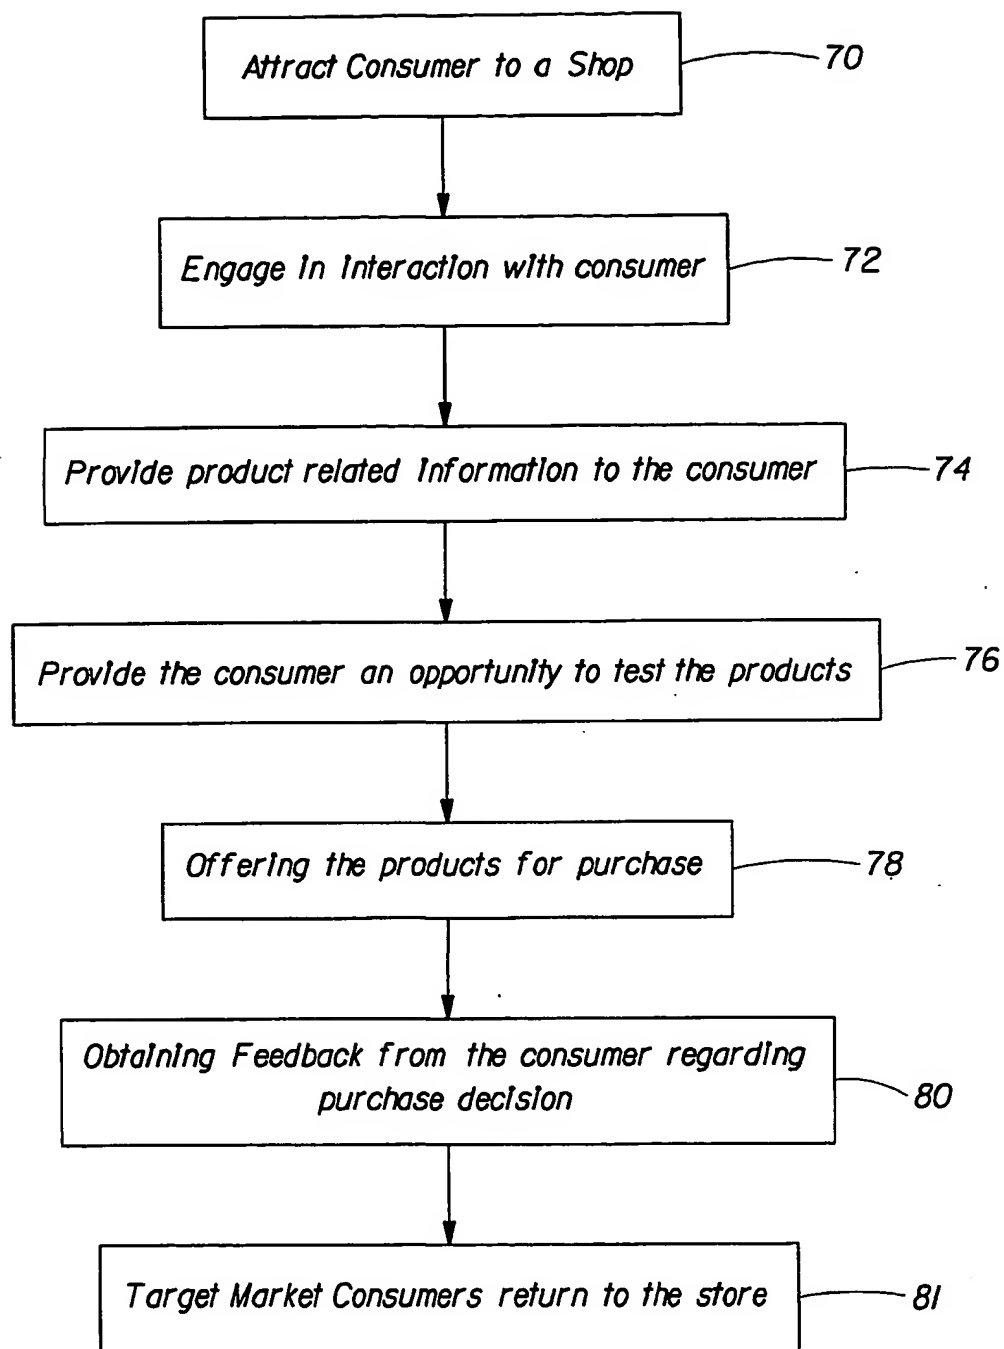 Attract Consumer to a Shop
70
Engage in interaction with consumer
72
Provide product related information to the consumer
74
Provide the consumer an opportunity to test the products
76
Offering the products for purchase
78
Obtaining Feedback from the consumer regarding
purchase decision
80
Target Market Consumers return to the store
81